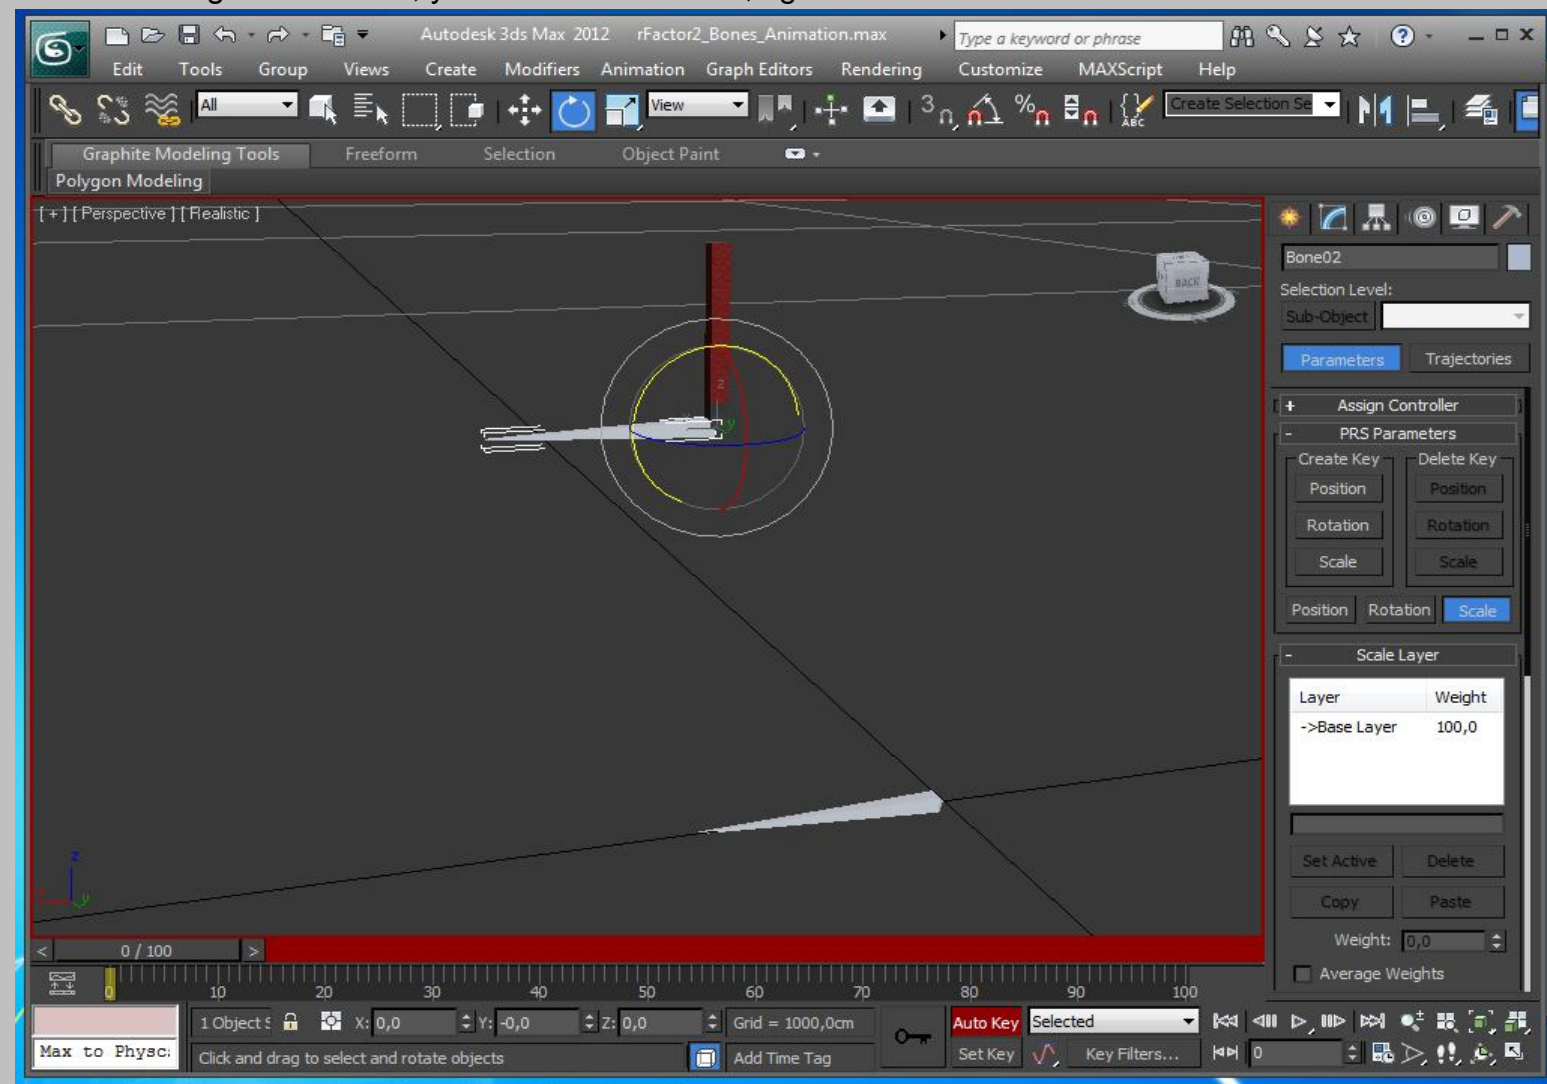 Autodesk 3ds Max 2012 rFactor2_Bones_Animation.max Type a keyword or phrase
Edit Tools Group Views Create Modifiers Animation Graph Editors Rendering Customize MAXScript Help
All View 3 Create Selection Se
Graphite Modeling Tools Freeform Selection Object Paint
Polygon Modeling
[ + ] [ Perspective ] [ Realistic ]
BACK
Bone02
Selection Level:
Sub-Object
Parameters Trajectories
+ Assign Controller
- PRS Parameters
Create Key Delete Key
Position Position
Rotation Rotation
Scale Scale
Position Rotation Scale
- Scale Layer
Layer Weight
->Base Layer 100,0
Set Active Delete
Copy Paste
Weight: 0,0
Average Weights
z
y
z
y
< 0 / 100 >
0 10 20 30 40 50 60 70 80 90 100
1 Object S X: 0,0 Y: -0,0 Z: 0,0 Grid = 1000,0cm Auto Key Selected
Max to Physc: Click and drag to select and rotate objects Add Time Tag Set Key Key Filters... 0